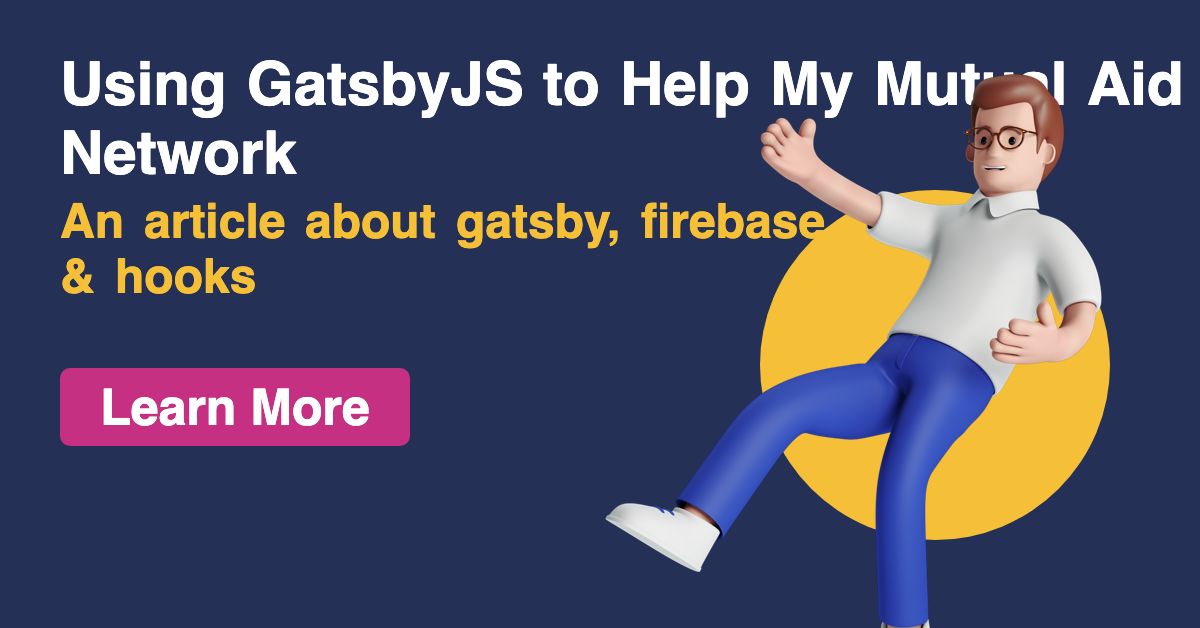 Using GatsbyJS to Help My Mutual Aid
Network
An article about gatsby, firebase
& hooks
Learn More